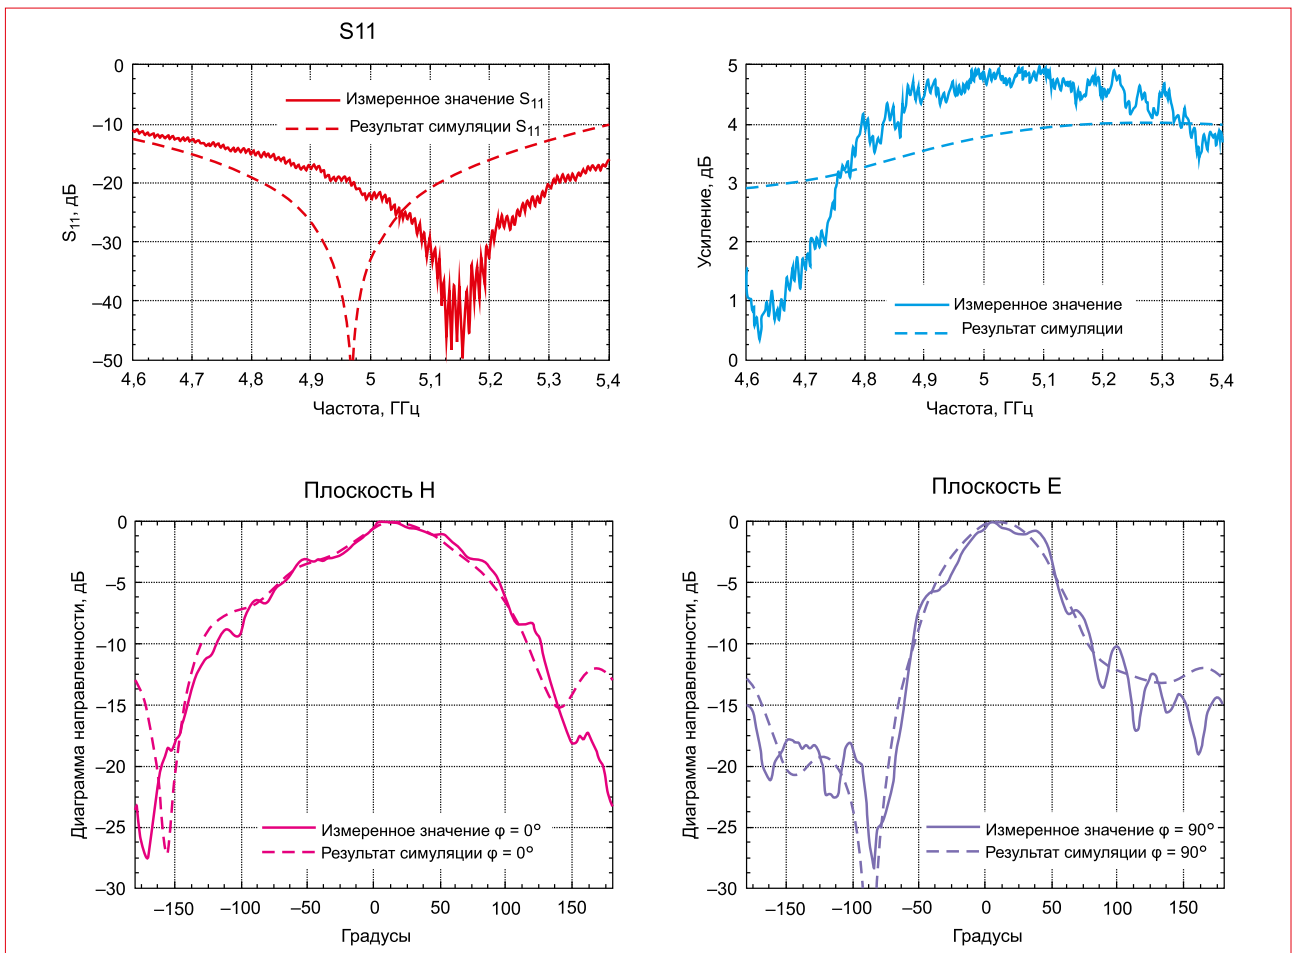 S11
0
–10
–20
–30
–40
–50
S11, дБ
Измеренное значение S11
Результат симуляции S11
4,6 4,7 4,8 4,9 5 5,1 5,2 5,3 5,4
Частота, ГГц
5
4
3
2
1
0
Усиление, дБ
Измеренное значение
Результат симуляции
4,6 4,7 4,8 4,9 5 5,1 5,2 5,3 5,4
Частота, ГГц
Плоскость H
0
–5
–10
–15
–20
–25
–30
Диаграмма направленности, дБ
Измеренное значение φ = 0°
Результат симуляции φ = 0°
–150 –100 –50 0 50 100 150
Градусы
Плоскость E
0
–5
–10
–15
–20
–25
–30
Диаграмма направленности, дБ
Измеренное значение φ = 90°
Результат симуляции φ = 90°
–150 –100 –50 0 50 100 150
Градусы